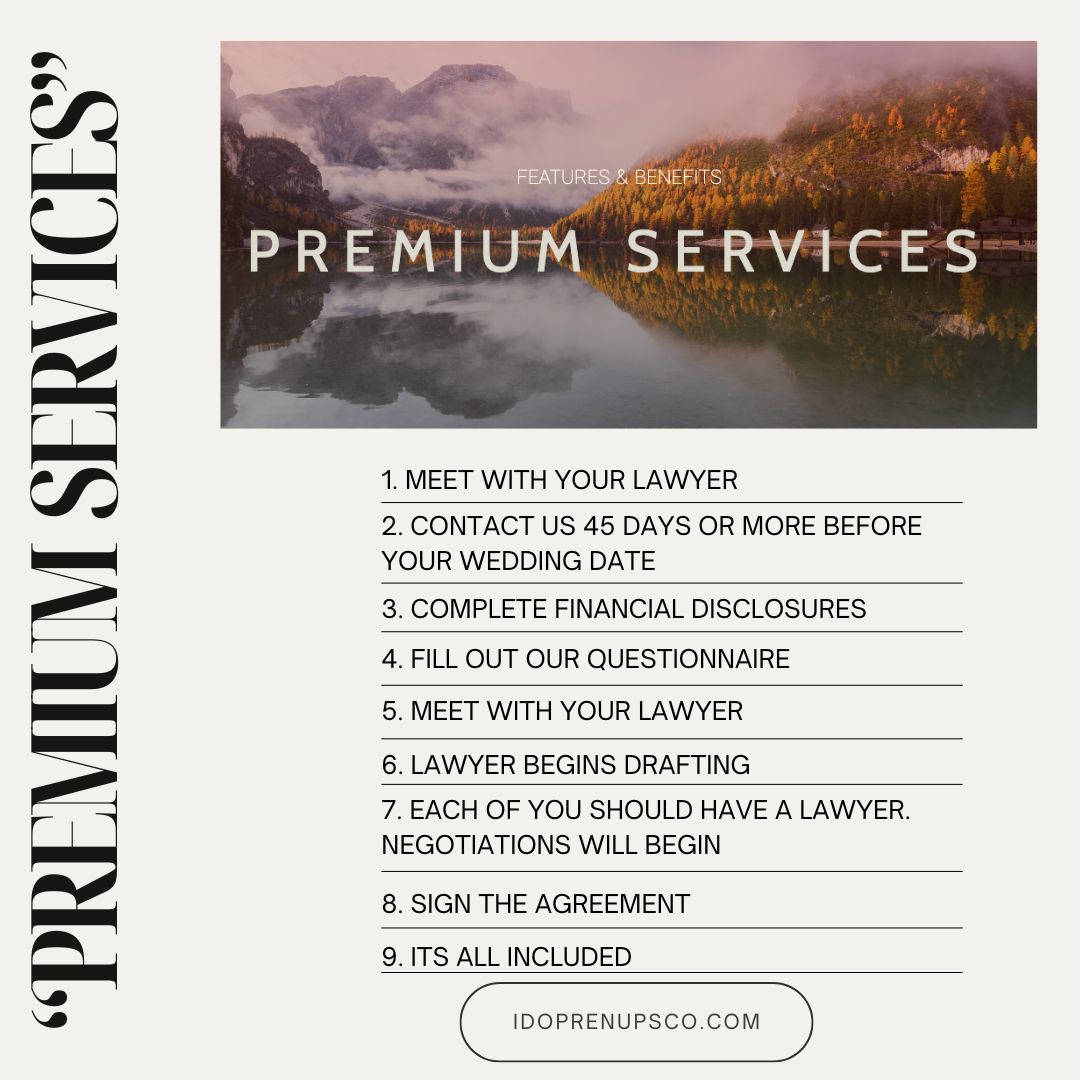 “PREMIUM SERVICES”
FEATURES & BENEFITS
PREMIUM SERVICES
1. MEET WITH YOUR LAWYER
2. CONTACT US 45 DAYS OR MORE BEFORE
YOUR WEDDING DATE
3. COMPLETE FINANCIAL DISCLOSURES
4. FILL OUT OUR QUESTIONNAIRE
5. MEET WITH YOUR LAWYER
6. LAWYER BEGINS DRAFTING
7. EACH OF YOU SHOULD HAVE A LAWYER.
NEGOTIATIONS WILL BEGIN
8. SIGN THE AGREEMENT
9. ITS ALL INCLUDED
IDOPRENUPSCO.COM